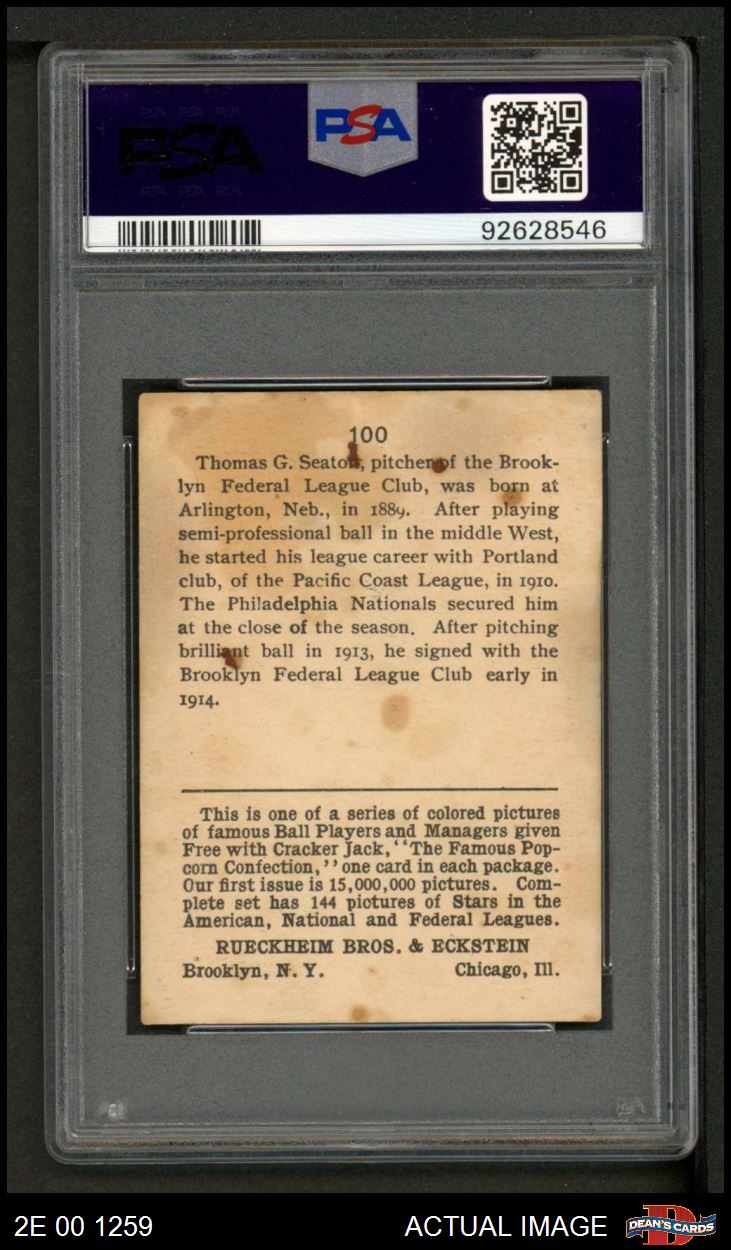 PSA
PSA PSA PSA
PSA
PSA PSA PSA
92628546
100
Thomas G. Seaton, pitcher of the Brook-
lyn Federal League Club, was born at
Arlington, Neb., in 1889. After playing
semi-professional ball in the middle West,
he started his league career with Portland
club, of the Pacific Coast League, in 1910.
The Philadelphia Nationals secured him
at the close of the season. After pitching
brilliant ball in 1913, he signed with the
Brooklyn Federal League Club early in
1914.
This is one of a series of colored pictures
of famous Ball Players and Managers given
Free with Cracker Jack, "The Famous Pop-
corn Confection," one card in each package.
Our first issue is 15,000,000 pictures. Com-
plete set has 144 pictures of Stars in the
American, National and Federal Leagues.
RUECKHEIM BROS. & ECKSTEIN
Brooklyn, N. Y. Chicago, Ill.
2E 00 1259 ACTUAL IMAGE DEAN'S CARDS